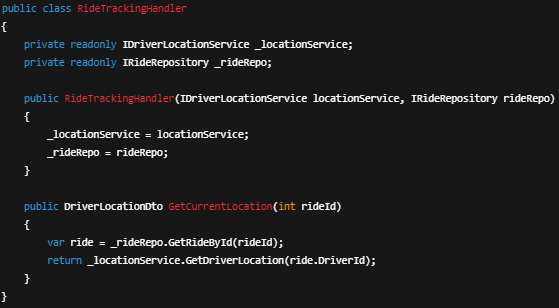 public class RideTrackingHandler
{
    private readonly IDriverLocationService _locationService;
    private readonly IRideRepository _rideRepo;

    public RideTrackingHandler(IDriverLocationService locationService, IRideRepository rideRepo)
    {
        _locationService = locationService;
        _rideRepo = rideRepo;
    }

    public DriverLocationDto GetCurrentLocation(int rideId)
    {
        var ride = _rideRepo.GetRideById(rideId);
        return _locationService.GetDriverLocation(ride.DriverId);
    }
}